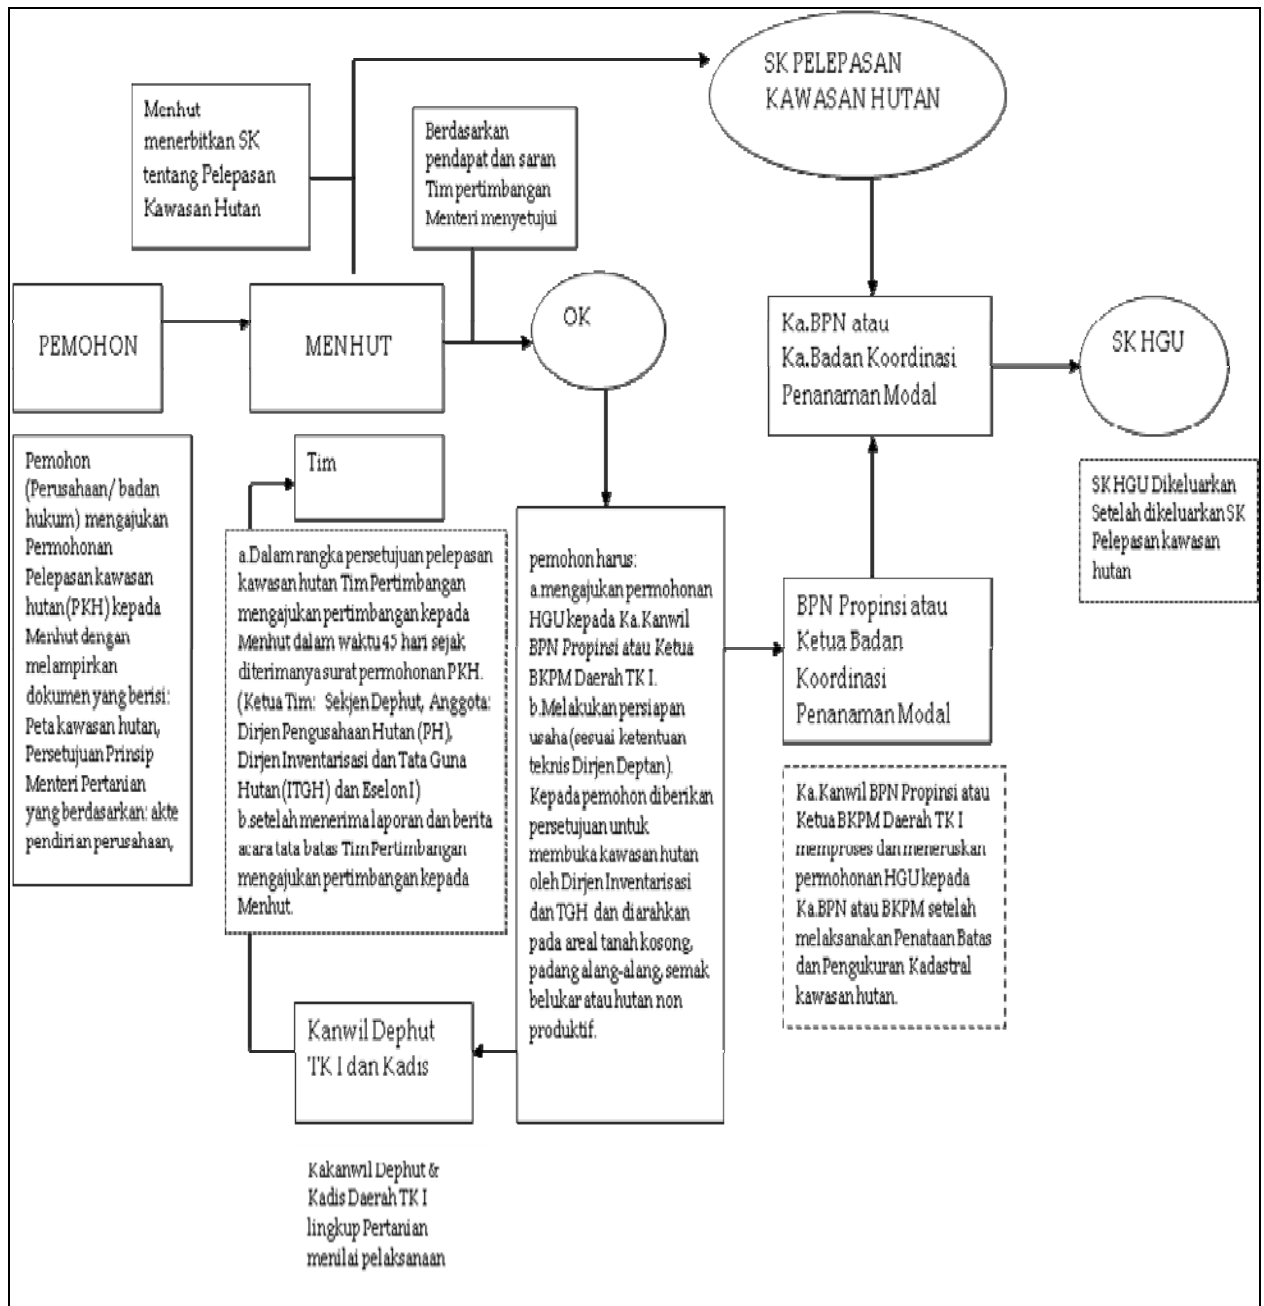 SK PELEPASAN
KAWASAN HUTAN
Menhut
menerbitkan SK
tentang Pelepasan
Kawasan Hutan
Berdasarkan
pendapat dan saran
Tim pertimbangan
Menteri menyetujui
PEMOHON
MENHUT
OK
Ka.BPN atau
Ka.Badan Koordinasi
Penanaman Modal
SK HGU
Pemohon
(Perusahaan/ badan
hukum) mengajukan
Permohonan
Pelepasan kawasan
hutan (PKH) kepada
Menhut dengan
melampirkan
dokumen yang berisi:
Peta kawasan hutan,
Persetujuan Prinsip
Menteri Pertanian
yang berdasarkan: akte
pendirian perusahaan,
Tim
a.Dalam rangka persetujuan pelepasan
kawasan hutan Tim Pertimbangan
mengajukan pertimbangan kepada
Menhut dalam waktu 45 hari sejak
diterimanya surat permohonan PKH.
(Ketua Tim: Sekjen Dephut, Anggota:
Dirjen Pengusahaan Hutan (PH),
Dirjen Inventarisasi dan Tata Guna
Hutan (ITGH) dan Eselon I)
b.setelah menerima laporan dan berita
acara tata batas Tim Pertimbangan
mengajukan pertimbangan kepada
Menhut.
pemohon harus:
a.mengajukan permohonan
HGU kepada Ka.Kanwil
BPN Propinsi atau Ketua
BKPM Daerah TK I.
b.Melakukan persiapan
usaha (sesuai ketentuan
teknis Dirjen Deptan).
Kepada pemohon diberikan
persetujuan untuk
membuka kawasan hutan
oleh Dirjen Inventarisasi
dan TGH dan diarahkan
pada areal tanah kosong,
padang alang-alang, semak
belukar atau hutan non
produktif.
SK HGU Dikeluarkan
Setelah dikeluarkan SK
Pelepasan kawasan
hutan
BPN Propinsi atau
Ketua Badan
Koordinasi
Penanaman Modal
Ka.Kanwil BPN Propinsi atau
Ketua BKPM Daerah TK I
memproses dan meneruskan
permohonan HGU kepada
Ka.BPN atau BKPM setelah
melaksanakan Penataan Batas
dan Pengukuran Kadastral
kawasan hutan.
Kanwil Dephut
TK I dan Kadis
Kakanwil Dephut &
Kadis Daerah TK I
lingkup Pertanian
menilai pelaksanaan